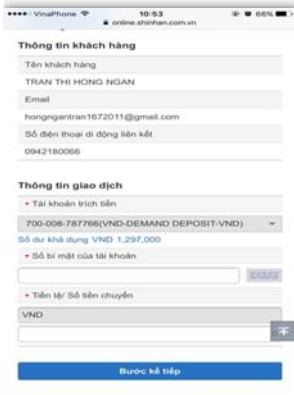 VinaPhone 10:53 66%
online.shinhan.com.vn
Thông tin khách hàng
Tên khách hàng
TRAN THI HONG NGAN
Email
hongngantran1672011@gmail.com
Số điện thoại di động liên kết
0942180066
Thông tin giao dịch
• Tài khoản trích tiền
700-008-787766(VND-DEMAND DEPOSIT-VND)
Số dư khả dụng VND 1,297,000
• Số bí mật của tài khoản
• Tiền tệ/ Số tiền chuyển
VND
Bước kế tiếp